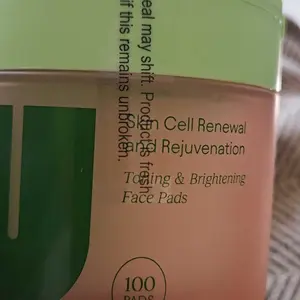 eal may shift. Product is fresh
if this remains unbroken.
Skin Cell Renewal
and Rejuvenation
Toning & Brightening
Face Pads
100
PADS